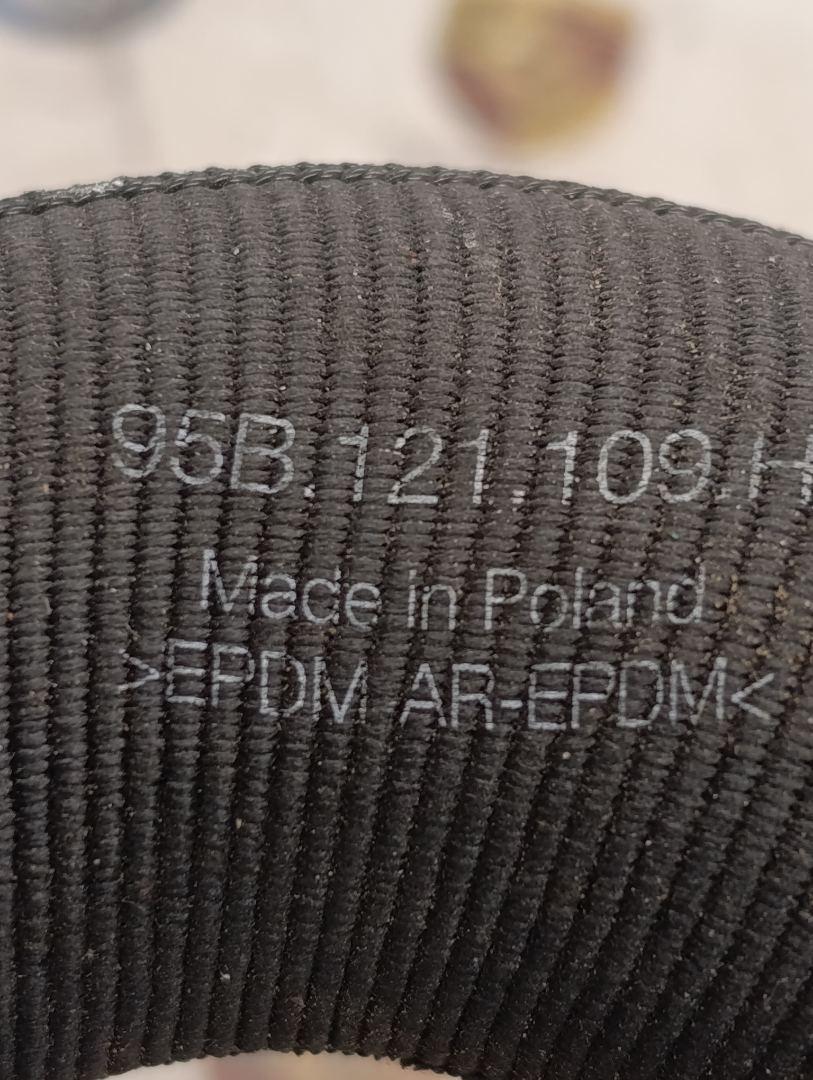 95B.121.109.H
Made in Poland
>EPDM AR-EPDM<